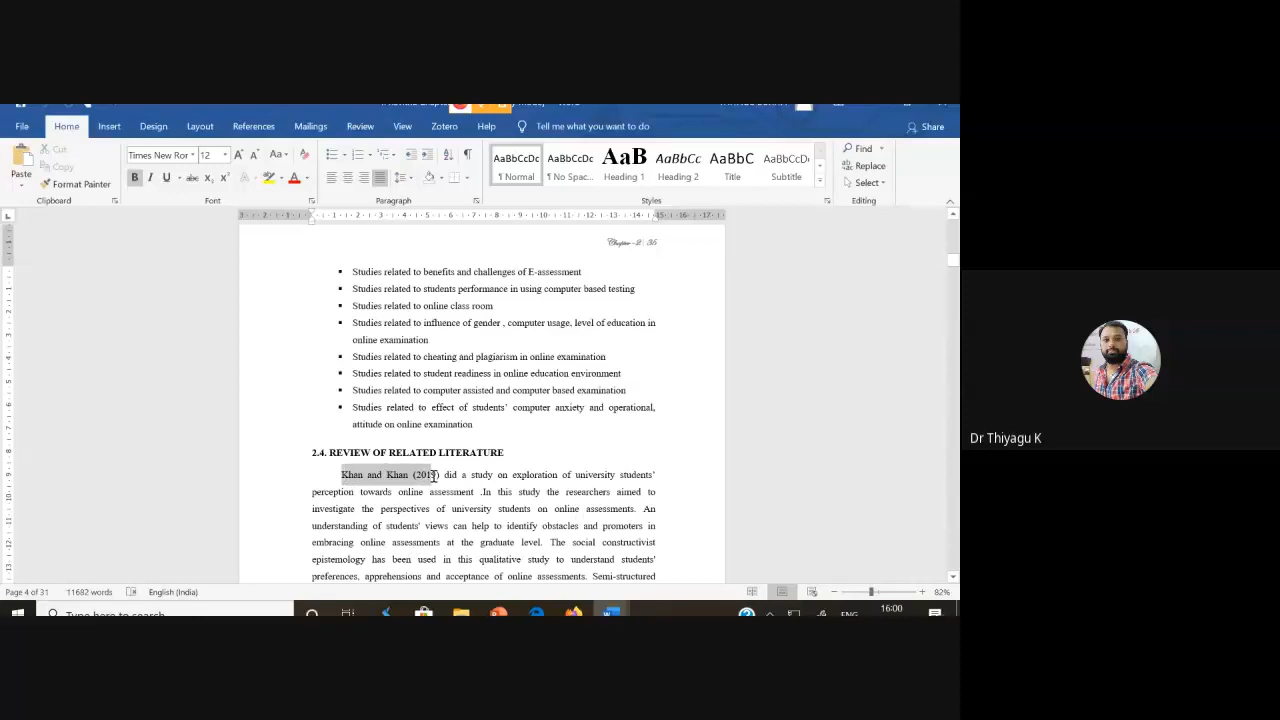 File Home Insert Design Layout References Mailings Review View Zotero Help Tell me what you want to do Share
Cut
Copy
Paste
Format Painter
Clipboard
Times New Ror 12
Font
Paragraph
AaBbCcDc AaBbCcDc AaB AaBbCc AaBbC AaBbCcDc
¶ Normal ¶ No Spac... Heading 1 Heading 2 Title Subtitle
Styles
Find
Replace
Select
Editing
Chapter -2 | 35
▪ Studies related to benefits and challenges of E-assessment
▪ Studies related to students performance in using computer based testing
▪ Studies related to online class room
▪ Studies related to influence of gender , computer usage, level of education in
online examination
▪ Studies related to cheating and plagiarism in online examination
▪ Studies related to student readiness in online education environment
▪ Studies related to computer assisted and computer based examination
▪ Studies related to effect of students’ computer anxiety and operational,
attitude on online examination
2.4. REVIEW OF RELATED LITERATURE
Khan and Khan (2019) did a study on exploration of university students’
perception towards online assessment .In this study the researchers aimed to
investigate the perspectives of university students on online assessments. An
understanding of students' views can help to identify obstacles and promoters in
embracing online assessments at the graduate level. The social constructivist
epistemology has been used in this qualitative study to understand students'
preferences, apprehensions and acceptance of online assessments. Semi-structured
Page 4 of 31 11682 words English (India) 82%
Type here to search
ENG
16:00
Dr Thiyagu K